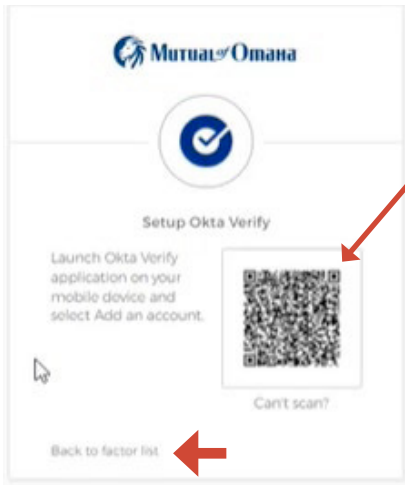 Mutual of Omaha
Setup Okta Verify
Launch Okta Verify
application on your
mobile device and
select Add an account.
Can't scan?
Back to factor list